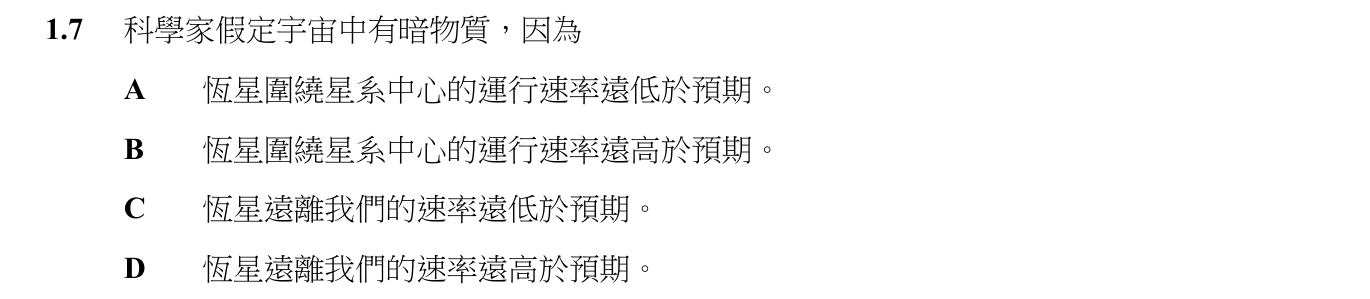 1.7 科學家假定宇宙中有暗物質，因為
A 恆星圍繞星系中心的運行速率遠低於預期。
B 恆星圍繞星系中心的運行速率遠高於預期。
C 恆星遠離我們的速率遠低於預期。
D 恆星遠離我們的速率遠高於預期。